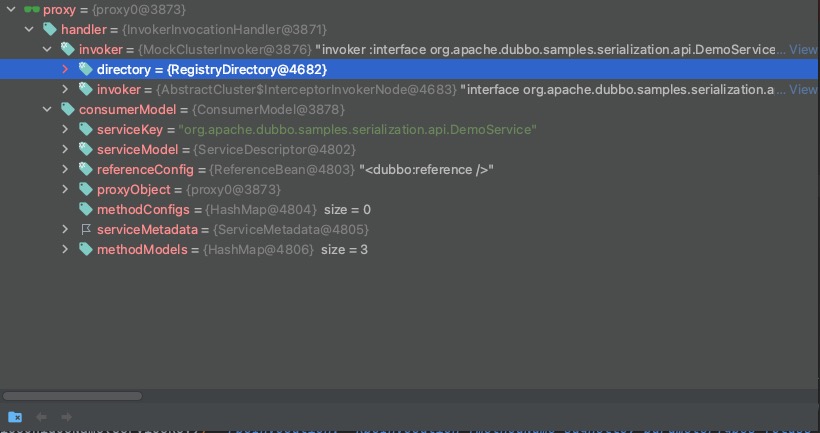 proxy = {proxy0@3873}
handler = {InvokerInvocationHandler@3871}
invoker = {MockClusterInvoker@3876} "invoker :interface org.apache.dubbo.samples.serialization.api.DemoService... View
directory = {RegistryDirectory@4682}
invoker = {AbstractCluster$InterceptorInvokerNode@4683} "interface org.apache.dubbo.samples.serialization.a... View
consumerModel = {ConsumerModel@3878}
serviceKey = "org.apache.dubbo.samples.serialization.api.DemoService"
serviceModel = {ServiceDescriptor@4802}
referenceConfig = {ReferenceBean@4803} "<dubbo:reference />"
proxyObject = {proxy0@3873}
methodConfigs = {HashMap@4804} size = 0
serviceMetadata = {ServiceMetadata@4805}
methodModels = {HashMap@4806} size = 3